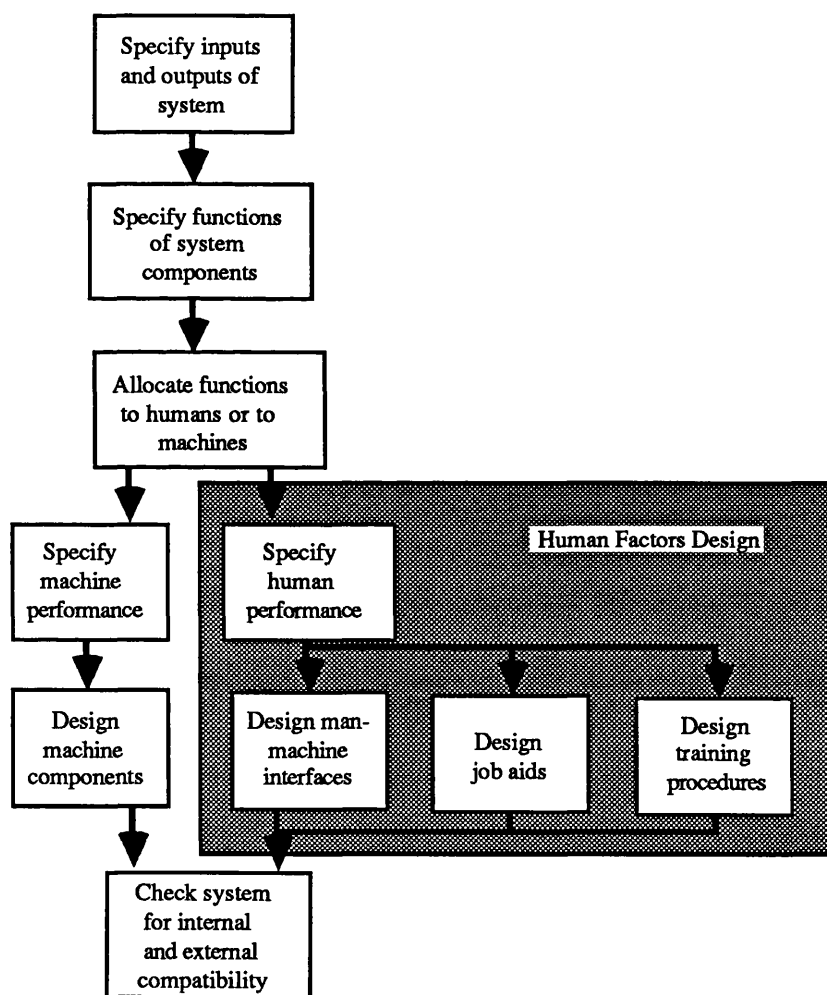 Specify inputs
and outputs of
system
Specify functions
of system
components
Allocate functions
to humans or to
machines
Human Factors Design
Specify
machine
performance
Specify
human
performance
Design
machine
components
Design man-
machine
interfaces
Design
job aids
Design
training
procedures
Check system
for internal
and external
compatibility